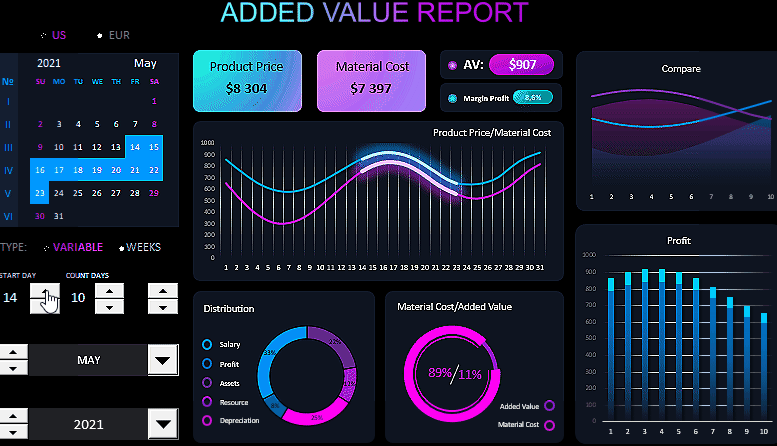 ADDED VALUE REPORT
US EUR
2021 May
№ SU MO TU WE TH FR SA
I 1
II 2 3 4 5 6 7 8
III 9 10 11 12 13 14 15
IV 16 17 18 19 20 21 22
V 23 24 25 26 27 28 29
VI 30 31
TYPE: VARIABLE WEEKS
START DAY COUNT DAYS
14 10
MAY
2021
Product Price
$8 304
Material Cost
$7 397
AV: $907
Margin Profit 8,6%
Product Price/Material Cost
1000
900
800
700
600
500
400
300
200
100
0
1 2 3 4 5 6 7 8 9 10 11 12 13 14 15 16 17 18 19 20 21 22 23 24 25 26 27 28 29 30 31
Distribution
Salary
Profit
Assets
Resource
Depreciation
25%
Material Cost/Added Value
89%/11%
Added Value
Material Cost
Compare
1 2 3 4 5 6 7 8 9 10
Profit
1000
900
800
700
600
500
400
300
200
100
0
1 2 3 4 5 6 7 8 9 10